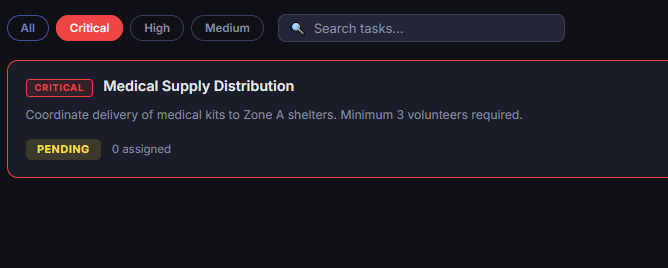 All Critical High Medium Search tasks...
CRITICAL Medical Supply Distribution
Coordinate delivery of medical kits to Zone A shelters. Minimum 3 volunteers required.
PENDING 0 assigned